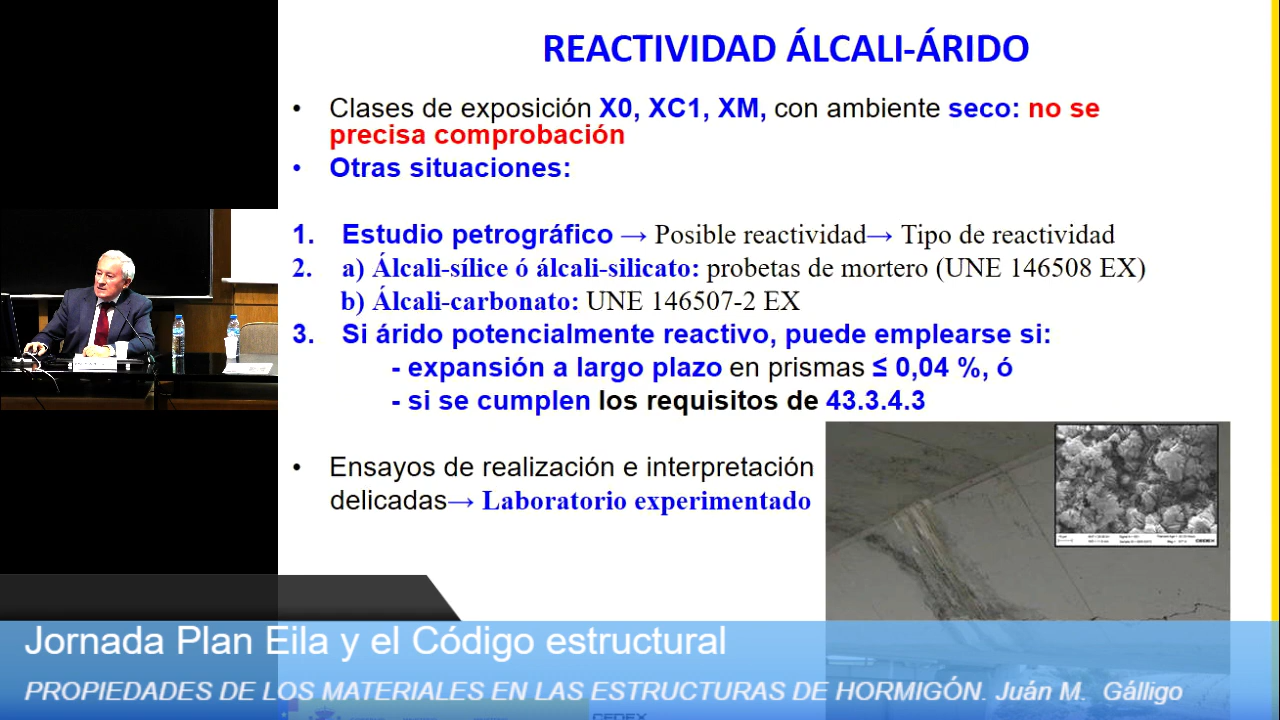 REACTIVIDAD ÁLCALI-ÁRIDO
• Clases de exposición X0, XC1, XM, con ambiente seco: no se
precisa comprobación
• Otras situaciones:
1. Estudio petrográfico → Posible reactividad→ Tipo de reactividad
2. a) Álcali-sílice ó álcali-silicato: probetas de mortero (UNE 146508 EX)
b) Álcali-carbonato: UNE 146507-2 EX
3. Si árido potencialmente reactivo, puede emplearse si:
- expansión a largo plazo en prismas ≤ 0,04 %, ó
- si se cumplen los requisitos de 43.3.4.3
• Ensayos de realización e interpretación
delicadas→ Laboratorio experimentado
Jornada Plan Eila y el Código estructural
PROPIEDADES DE LOS MATERIALES EN LAS ESTRUCTURAS DE HORMIGÓN. Juán M. Gálligo
CEDEX